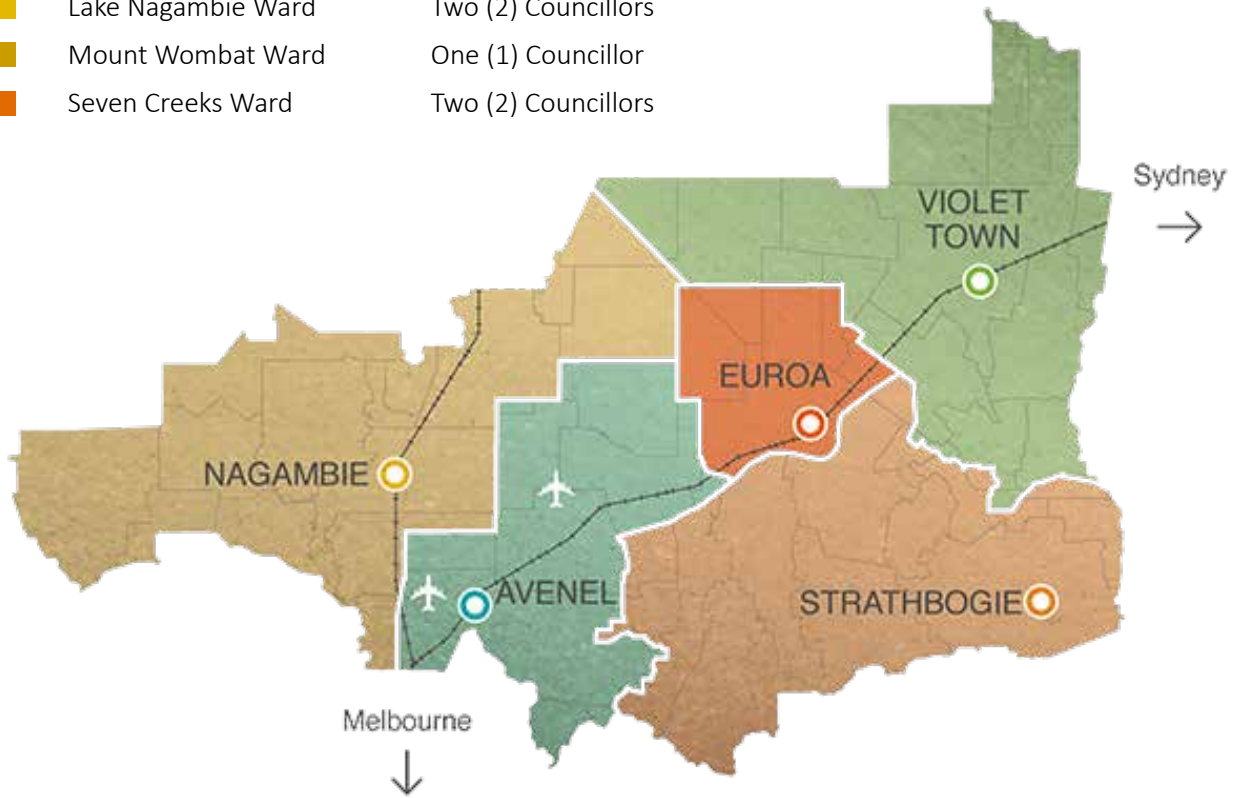 Lake Nagambie Ward Two (2) Councillors
Mount Wombat Ward One (1) Councillor
Seven Creeks Ward Two (2) Councillors
Sydney
VIOLET
TOWN
EUROA
NAGAMBIE
AVENEL
STRATHBOGIE
Melbourne